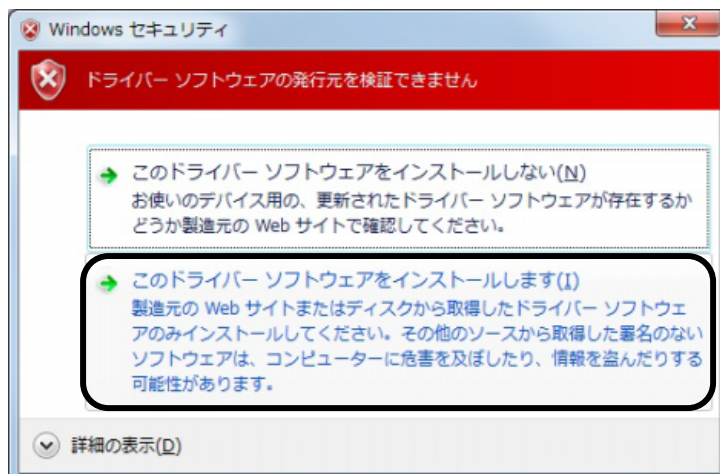 Windows セキュリティ
ドライバー ソフトウェアの発行元を検証できません
このドライバー ソフトウェアをインストールしない(N)
お使いのデバイス用の、更新されたドライバー ソフトウェアが存在するか
どうか製造元の Web サイトで確認してください。
このドライバー ソフトウェアをインストールします(I)
製造元の Web サイトまたはディスクから取得したドライバー ソフトウェ
アのみインストールしてください。その他のソースから取得した署名のない
ソフトウェアは、コンピューターに危害を及ぼしたり、情報を盗んだりする
可能性があります。
詳細の表示(D)